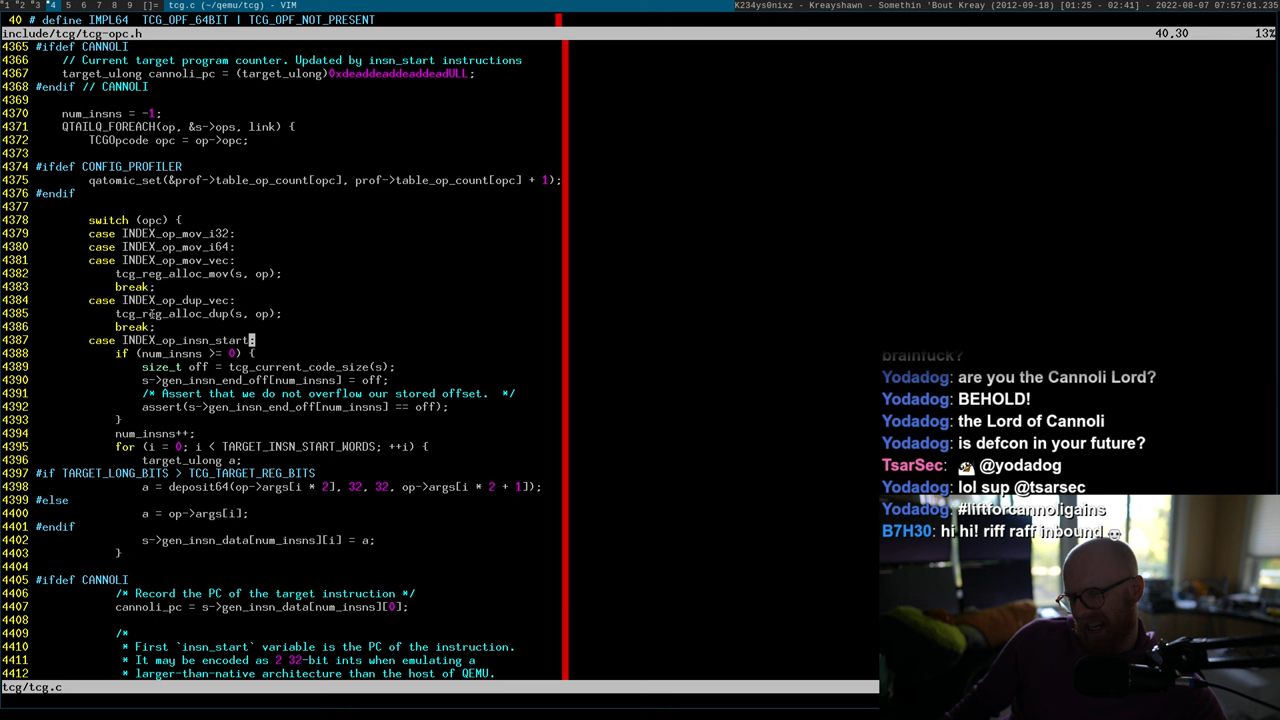 1 2 3 4 5 6 7 8 9 []= tcg.c (~/qemu/tcg) - VIM K234ys0nixz - Kreayshawn - Somethin 'Bout Kreay (2012-09-18) [01:25 - 02:41] - 2022-08-07 07:57:01.235
40 # define IMPL64  TCG_OPF_64BIT | TCG_OPF_NOT_PRESENT
include/tcg/tcg-opc.h 40,30 13%
4365 #ifdef CANNOLI
4366     // Current target program counter. Updated by insn_start instructions
4367     target_ulong cannoli_pc = (target_ulong)0xdeaddeaddeaddeadULL;
4368 #endif // CANNOLI
4369
4370     num_insns = -1;
4371     QTAILQ_FOREACH(op, &s->ops, link) {
4372         TCGOpcode opc = op->opc;
4373
4374 #ifdef CONFIG_PROFILER
4375         qatomic_set(&prof->table_op_count[opc], prof->table_op_count[opc] + 1);
4376 #endif
4377
4378         switch (opc) {
4379         case INDEX_op_mov_i32:
4380         case INDEX_op_mov_i64:
4381         case INDEX_op_mov_vec:
4382             tcg_reg_alloc_mov(s, op);
4383             break;
4384         case INDEX_op_dup_vec:
4385             tcg_reg_alloc_dup(s, op);
4386             break;
4387         case INDEX_op_insn_start:
4388             if (num_insns >= 0) {
4389                 size_t off = tcg_current_code_size(s);
4390                 s->gen_insn_end_off[num_insns] = off;
4391                 /* Assert that we do not overflow our stored offset.  */
4392                 assert(s->gen_insn_end_off[num_insns] == off);
4393             }
4394             num_insns++;
4395             for (i = 0; i < TARGET_INSN_START_WORDS; ++i) {
4396                 target_ulong a;
4397 #if TARGET_LONG_BITS > TCG_TARGET_REG_BITS
4398                 a = deposit64(op->args[i * 2], 32, 32, op->args[i * 2 + 1]);
4399 #else
4400                 a = op->args[i];
4401 #endif
4402                 s->gen_insn_data[num_insns][i] = a;
4403             }
4404
4405 #ifdef CANNOLI
4406             /* Record the PC of the target instruction */
4407             cannoli_pc = s->gen_insn_data[num_insns][0];
4408
4409             /*
4410              * First `insn_start` variable is the PC of the instruction.
4411              * It may be encoded as 2 32-bit ints when emulating a
4412              * larger-than-native architecture than the host of QEMU.
tcg/tcg.c
brainfuck?
Yodadog: are you the Cannoli Lord?
Yodadog: BEHOLD!
Yodadog: the Lord of Cannoli
Yodadog: is defcon in your future?
TsarSec: @yodadog
Yodadog: lol sup @tsarsec
Yodadog: #liftforcannoligains
B7H30: hi hi! riff raff inbound